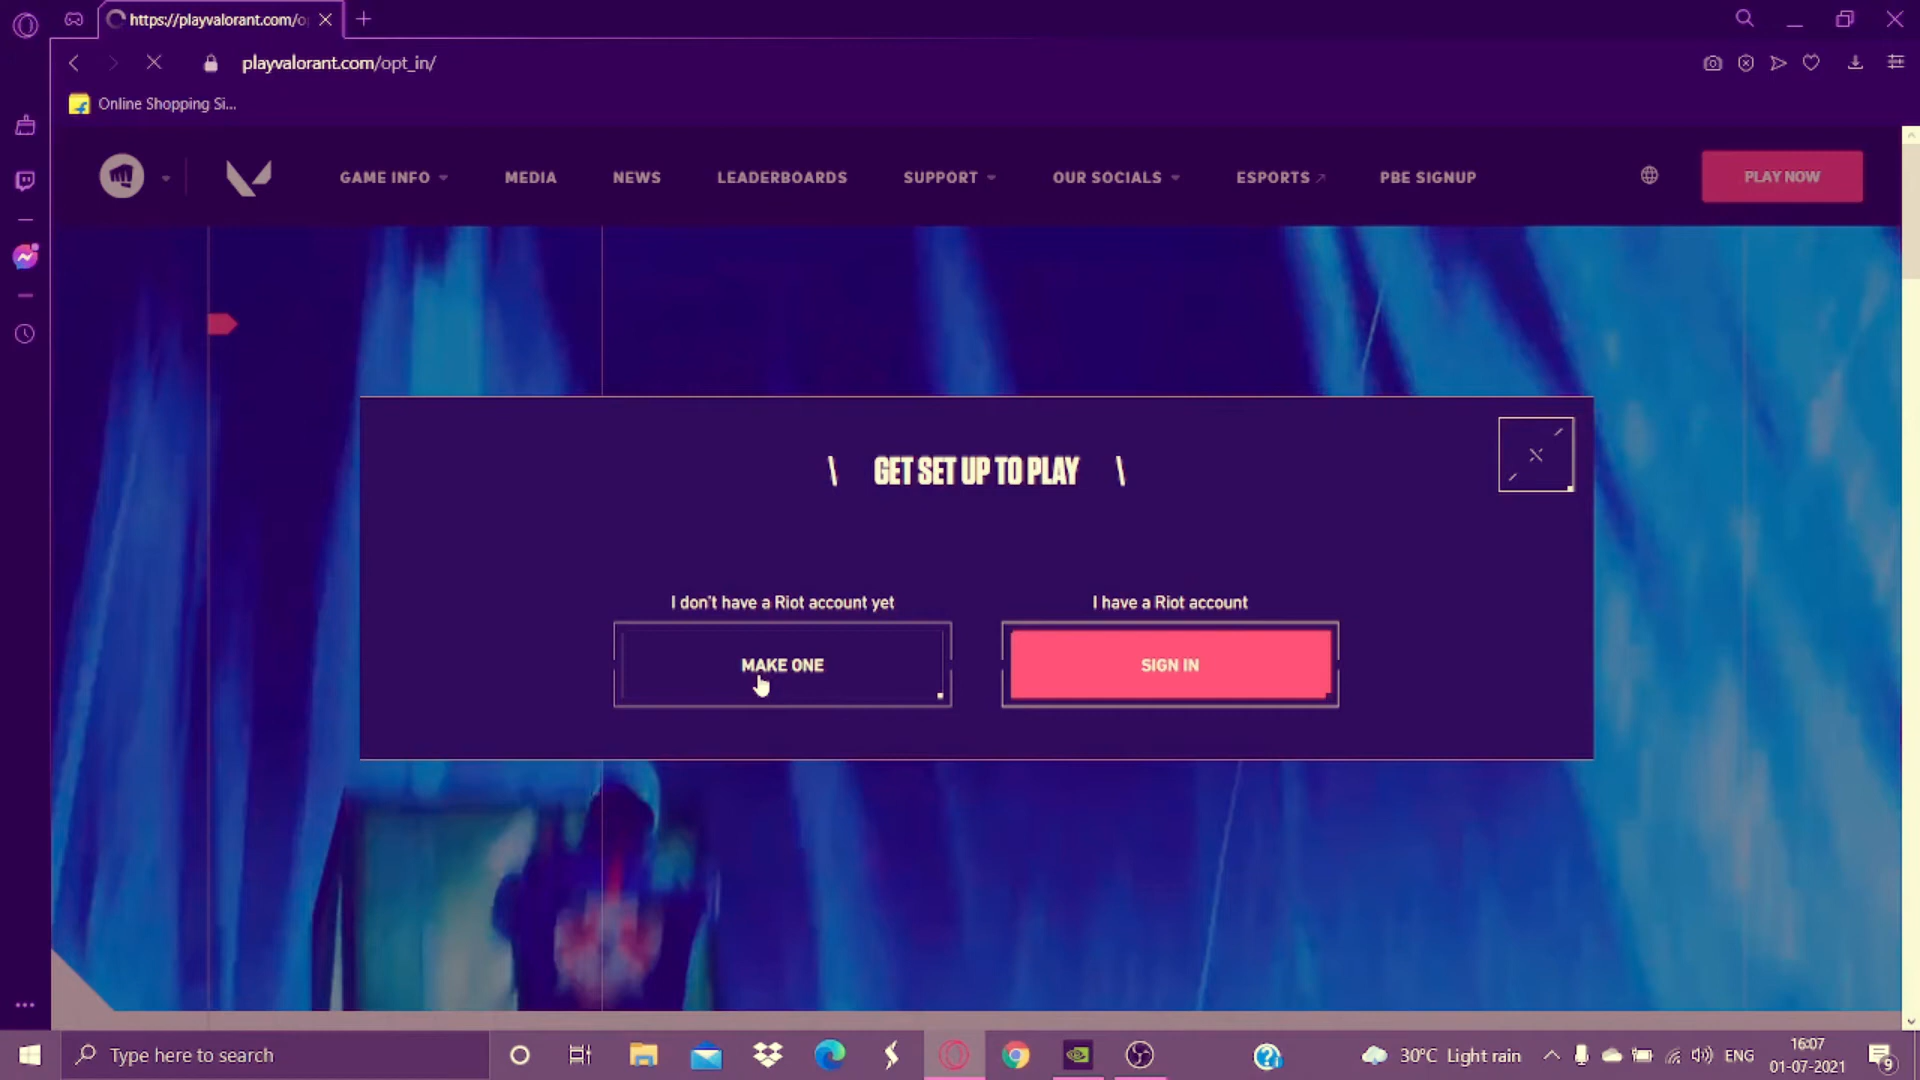 https://playvalorant.com/o
playvalorant.com/opt_in/
Online Shopping Si...
GAME INFO
MEDIA
NEWS
LEADERBOARDS
SUPPORT
OUR SOCIALS
ESPORTS
PBE SIGNUP
PLAY NOW
\ GET SET UP TO PLAY \
I don't have a Riot account yet
I have a Riot account
MAKE ONE
SIGN IN
Type here to search
30°C Light rain
ENG
16:07
01-07-2021
9